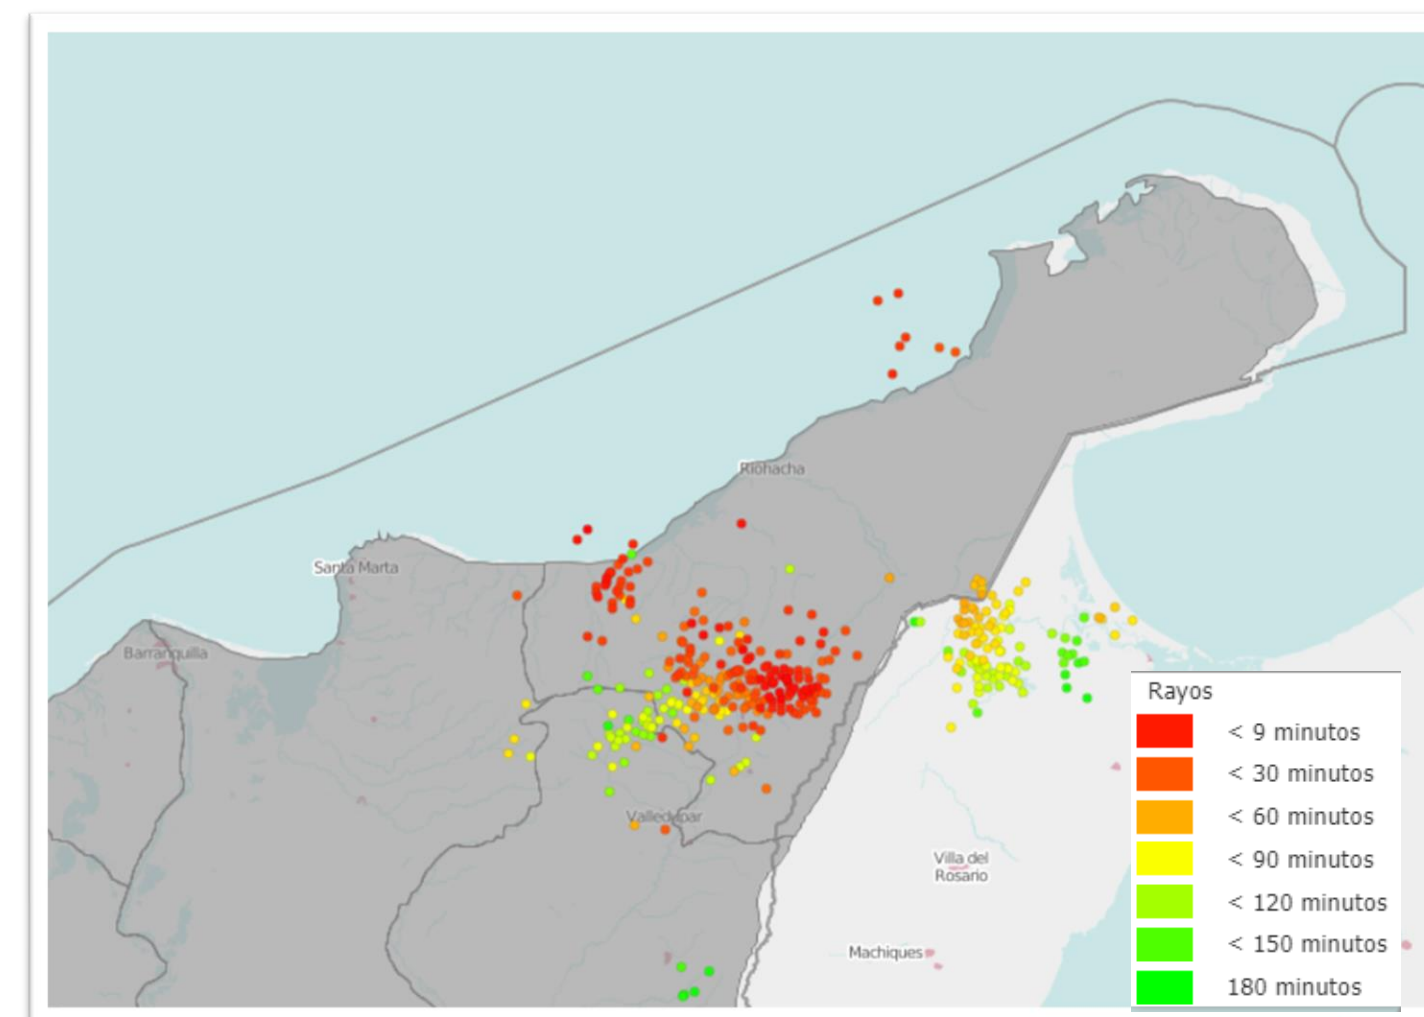 Riohacha
Santa Marta
Barranquilla
Valledupar
Villa del
Rosario
Machiques
Rayos
< 9 minutos
< 30 minutos
< 60 minutos
< 90 minutos
< 120 minutos
< 150 minutos
180 minutos